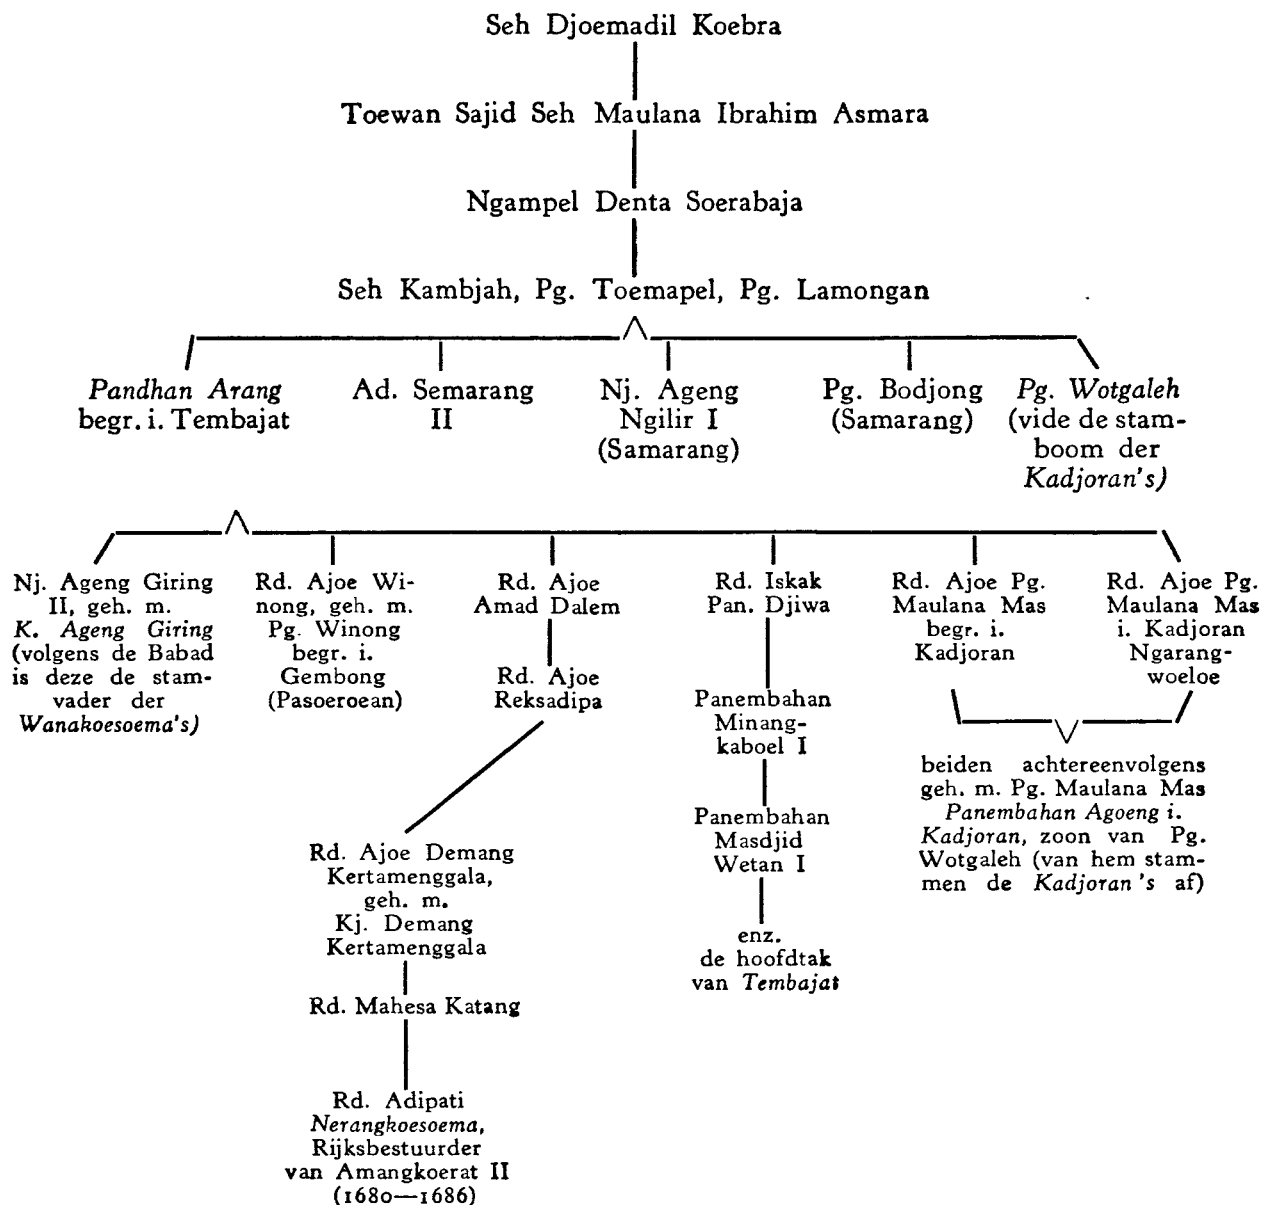 Seh Djoemadil Koebra
Toewan Sajid Seh Maulana Ibrahim Asmara
Ngampel Denta Soerabaja
Seh Kambjah, Pg. Toemapel, Pg. Lamongan
Pandhan Arang
begr. i. Tembajat
Ad. Semarang
II
Nj. Ageng
Ngilir I
(Samarang)
Pg. Bodjong
(Samarang)
Pg. Wotgaleh
(vide de stam-
boom der
Kadjoran's)
Nj. Ageng Giring
II, geh. m.
K. Ageng Giring
(volgens de Babad
is deze de stam-
vader der
Wanakoesoema's)
Rd. Ajoe Wi-
nong, geh. m.
Pg. Winong
begr. i.
Gembong
(Pasoeroean)
Rd. Ajoe
Amad Dalem
Rd. Ajoe
Reksadipa
Rd. Ajoe Demang
Kertamenggala,
geh. m.
Kj. Demang
Kertamenggala
Rd. Mahesa Katang
Rd. Adipati
Nerangkoesoema,
Rijksbestuurder
van Amangkoerat II
(1680—1686)
Rd. Iskak
Pan. Djiwa
Panembahan
Minang-
kaboel I
Panembahan
Masdjid
Wetan I
enz.
de hoofdtak
van Tembajat
Rd. Ajoe Pg.
Maulana Mas
begr. i.
Kadjoran
Rd. Ajoe Pg.
Maulana Mas
i. Kadjoran
Ngarang-
woeloe
beiden achtereenvolgens
geh. m. Pg. Maulana Mas
Panembahan Agoeng i.
Kadjoran, zoon van Pg.
Wotgaleh (van hem stam-
men de Kadjoran's af)